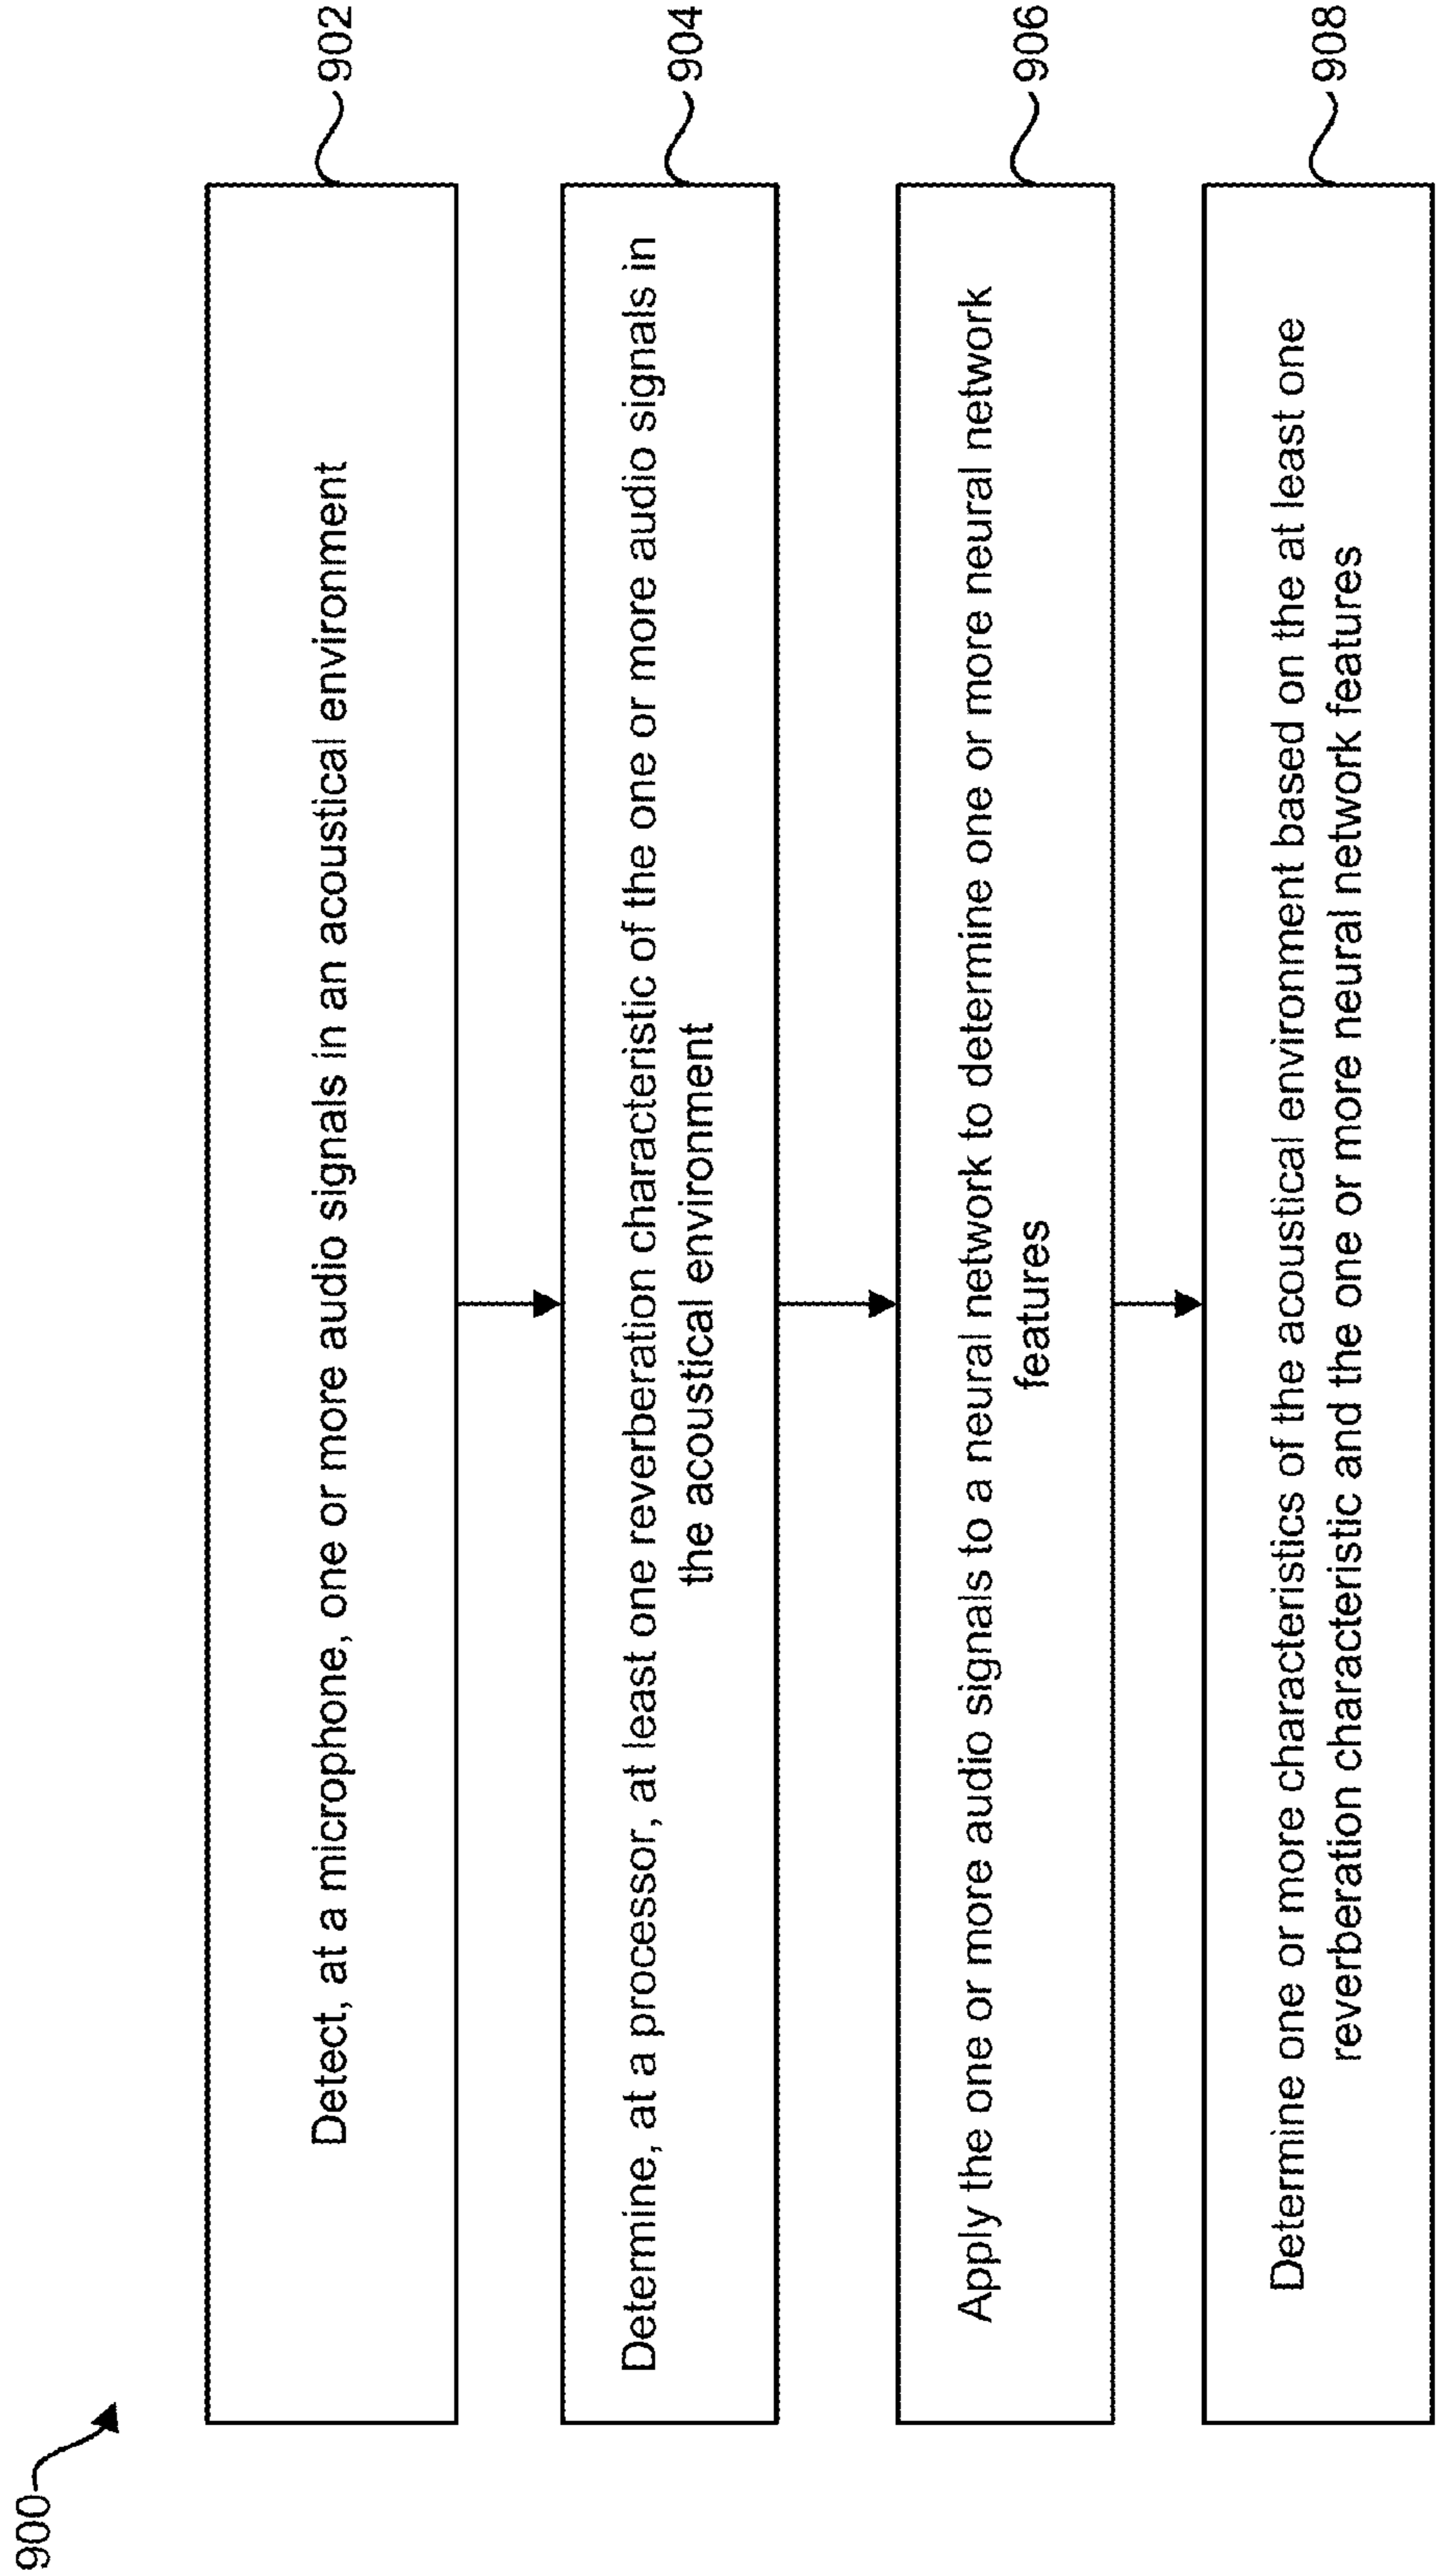 900
Detect, at a microphone, one or more audio signals in an acoustical environment
902
Determine, at a processor, at least one reverberation characteristic of the one or more audio signals in
the acoustical environment
904
Apply the one or more audio signals to a neural network to determine one or more neural network
features
906
Determine one or more characteristics of the acoustical environment based on the at least one
reverberation characteristic and the one or more neural network features
908